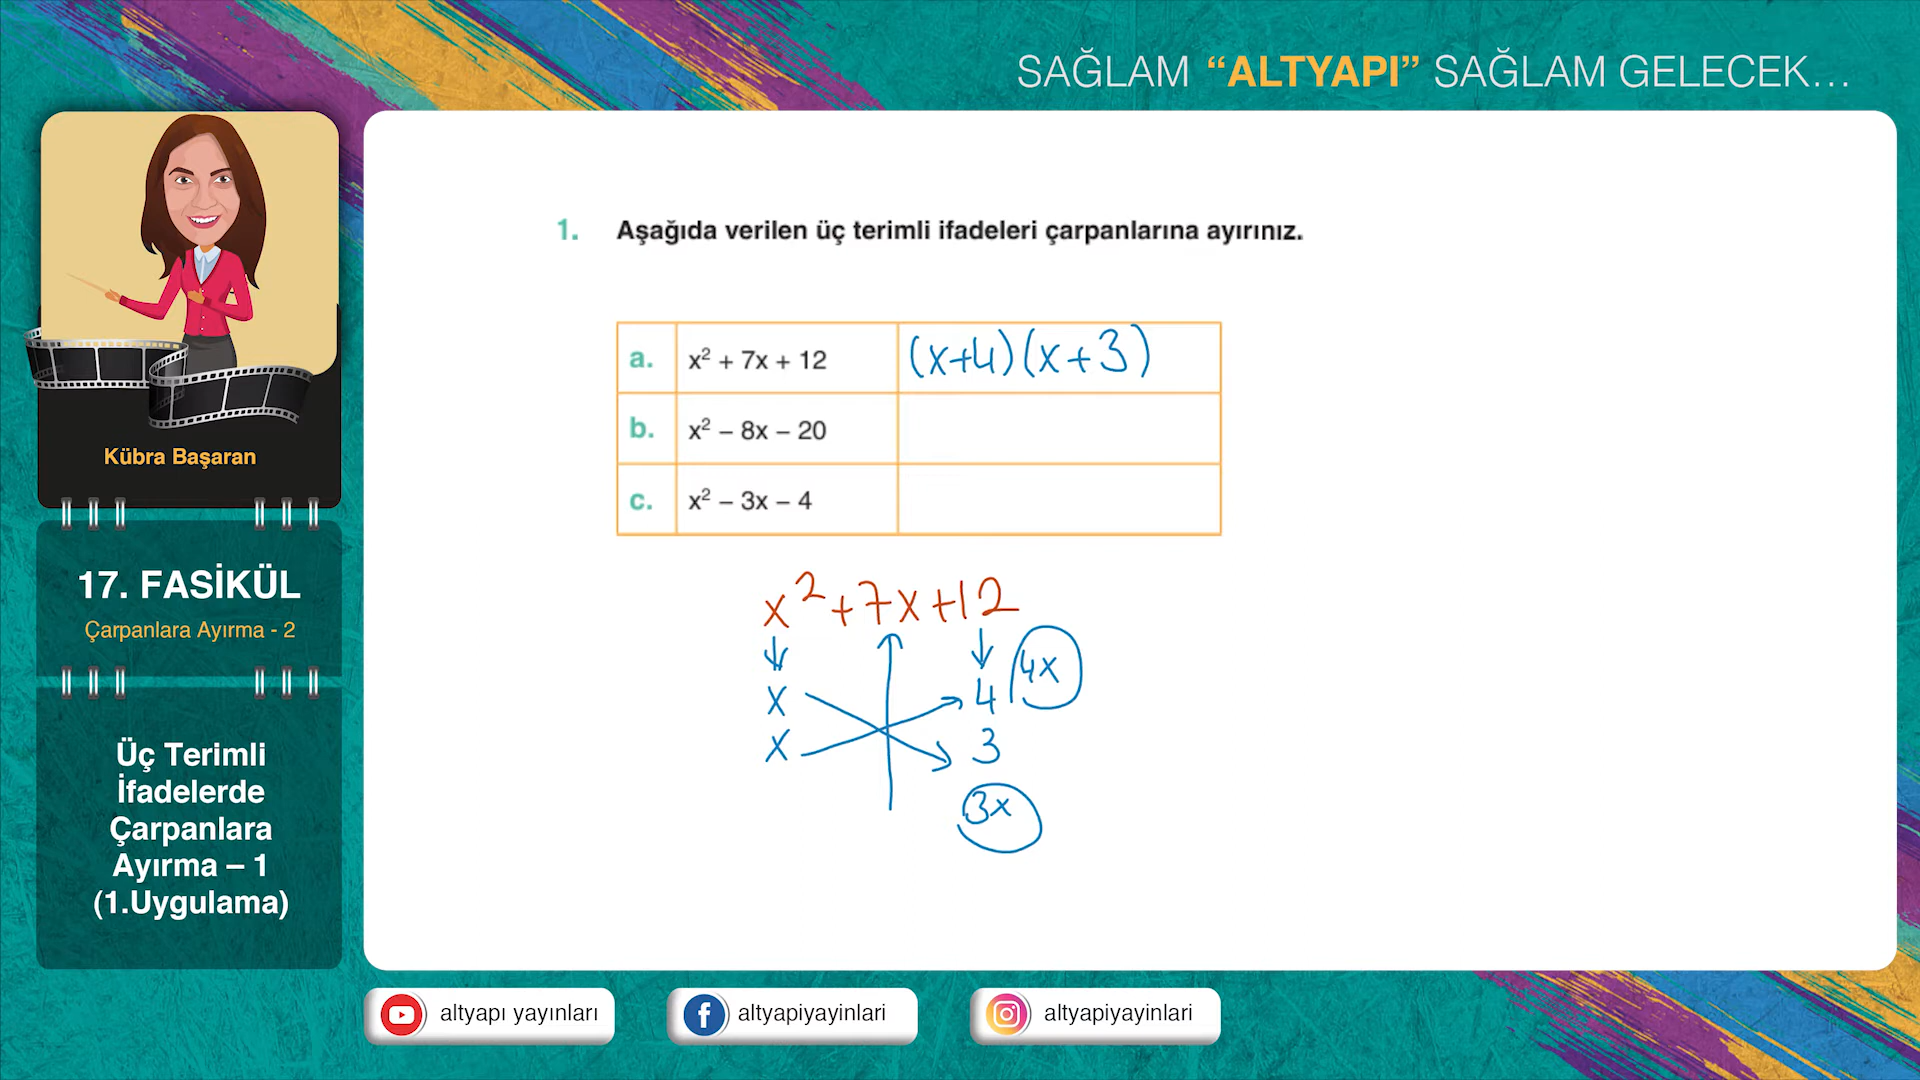 SAĞLAM “ALTYAPI” SAĞLAM GELECEK...
Kübra Başaran
17. FASİKÜL
Çarpanlara Ayırma - 2
Üç Terimli
İfadelerde
Çarpanlara
Ayırma – 1
(1.Uygulama)
1. Aşağıda verilen üç terimli ifadeleri çarpanlarına ayırınız.
a. x² + 7x + 12 (x+4)(x+3)
b. x² – 8x – 20
c. x² – 3x – 4
x²+7x+12
4x
x 4
x 3
3x
altyapı yayınları
altyapiyayinlari
altyapiyayinlari